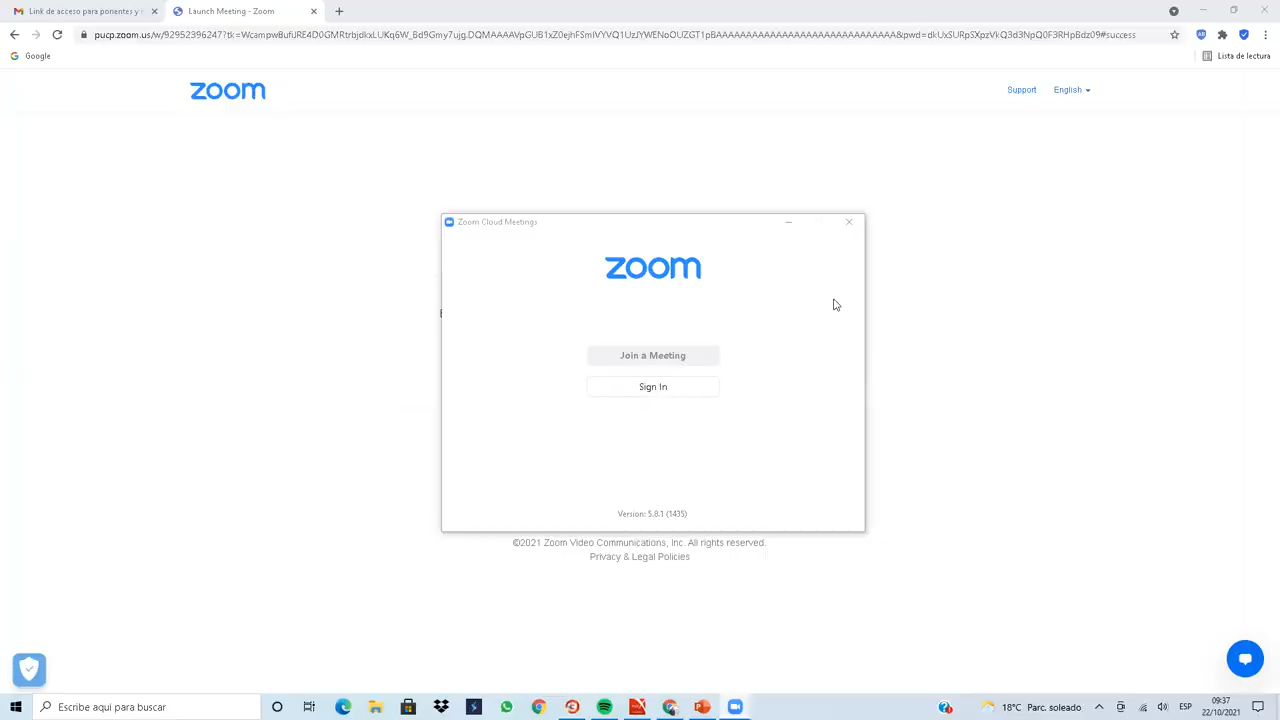 Link de acceso para ponentes y
Launch Meeting - Zoom
pucp.zoom.us/w/92952396247?tk=WcampwBufiJRE4D0GMRtrbjdkxLUKq6W_Bd9Gmy7ujg.DQMAAAAVpGUB1xZ0ejhFSmlVYVQ1UzJYWENoOUZGT1pBAAAAAAAAAAAAAAAAAAAAAAAAAAAAAA&pwd=dkUxSURpSXpzVkQ3d3NpQ0F3RHpBdz09#success
Google
Lista de lectura
zoom
Support
English
Zoom Cloud Meetings
zoom
Join a Meeting
Sign In
Version: 5.8.1 (1435)
©2021 Zoom Video Communications, Inc. All rights reserved.
Privacy & Legal Policies
Escribe aquí para buscar
18°C Parc. soleado
ESP
09:37
22/10/2021